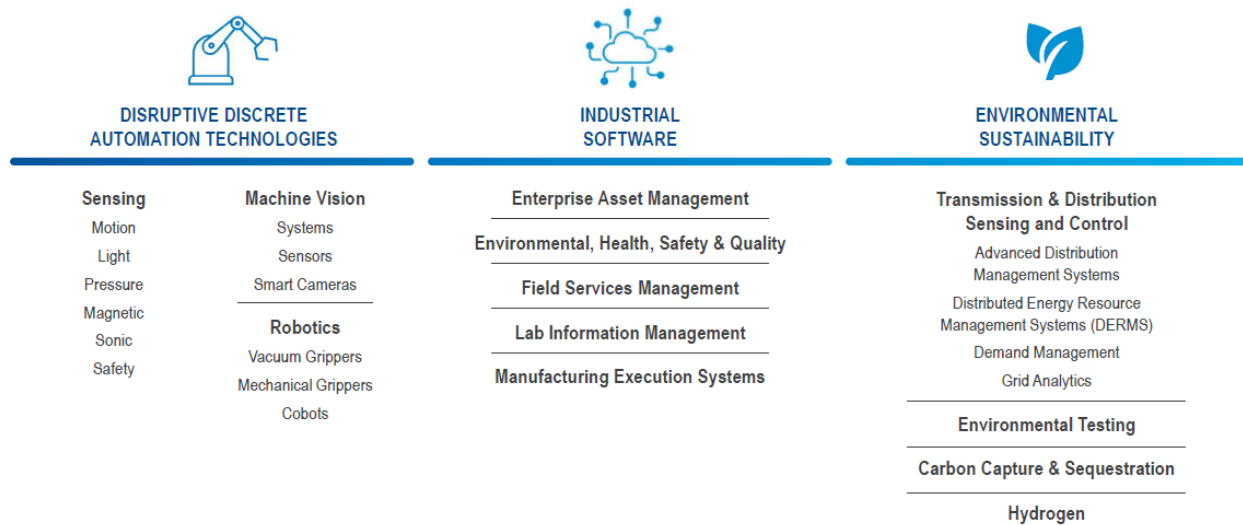 DISRUPTIVE DISCRETE
AUTOMATION TECHNOLOGIES
Sensing
Motion
Light
Pressure
Magnetic
Sonic
Safety
Machine Vision
Systems
Sensors
Smart Cameras
Robotics
Vacuum Grippers
Mechanical Grippers
Cobots
INDUSTRIAL
SOFTWARE
Enterprise Asset Management
Environmental, Health, Safety & Quality
Field Services Management
Lab Information Management
Manufacturing Execution Systems
ENVIRONMENTAL
SUSTAINABILITY
Transmission & Distribution
Sensing and Control
Advanced Distribution
Management Systems
Distributed Energy Resource
Management Systems (DERMS)
Demand Management
Grid Analytics
Environmental Testing
Carbon Capture & Sequestration
Hydrogen